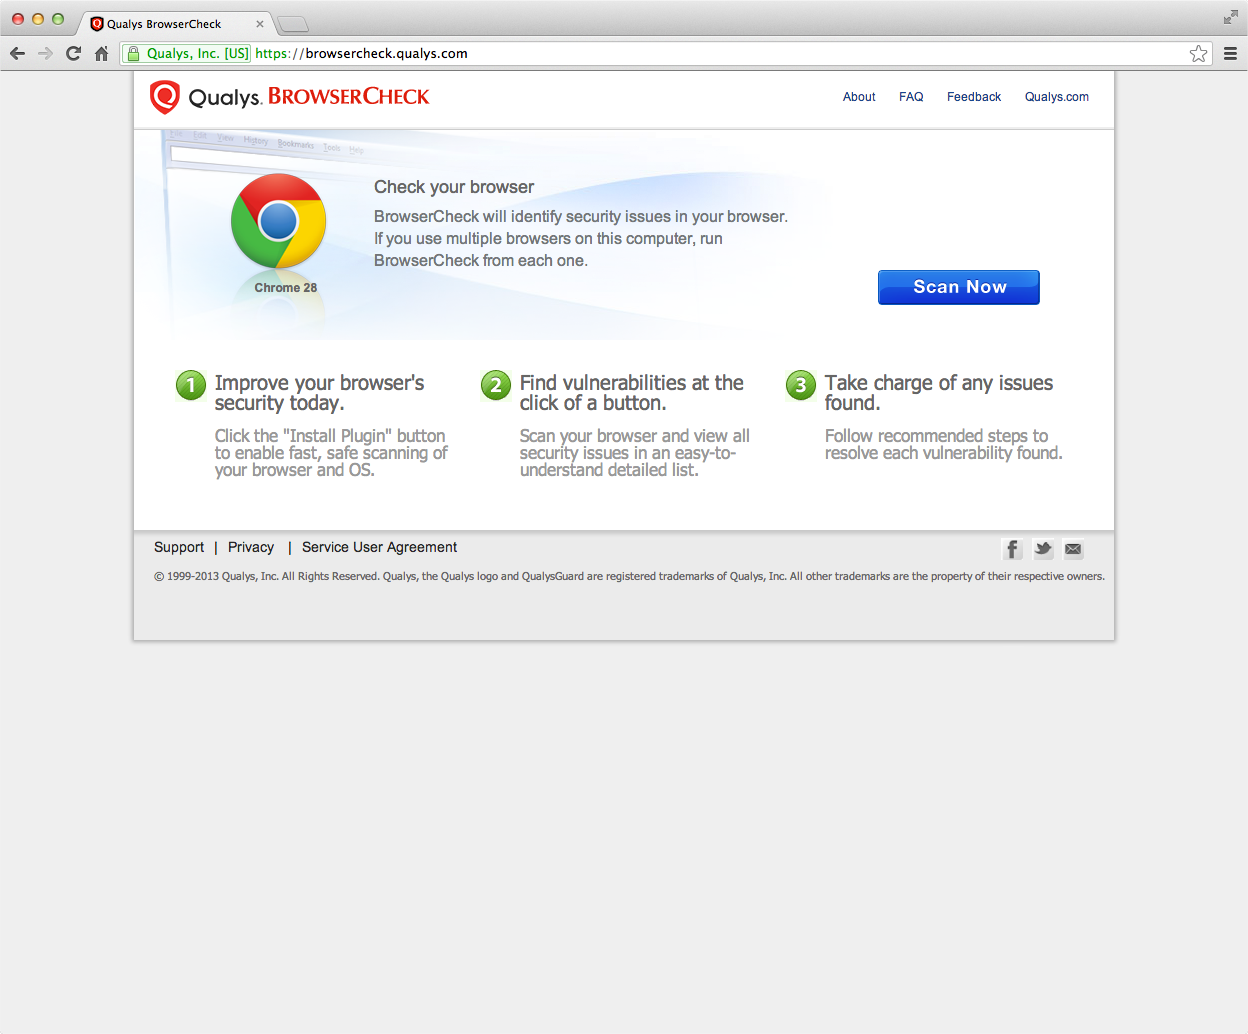 Qualys BrowserCheck
Qualys, Inc. [US] https://browsercheck.qualys.com
Qualys. BROWSERCHECK
About FAQ Feedback Qualys.com
File Edit View History Bookmarks Tools Help
Check your browser
BrowserCheck will identify security issues in your browser.
If you use multiple browsers on this computer, run
BrowserCheck from each one.
Chrome 28
Scan Now
1 Improve your browser's
security today.
Click the "Install Plugin" button
to enable fast, safe scanning of
your browser and OS.
2 Find vulnerabilities at the
click of a button.
Scan your browser and view all
security issues in an easy-to-
understand detailed list.
3 Take charge of any issues
found.
Follow recommended steps to
resolve each vulnerability found.
Support | Privacy | Service User Agreement
© 1999-2013 Qualys, Inc. All Rights Reserved. Qualys, the Qualys logo and QualysGuard are registered trademarks of Qualys, Inc. All other trademarks are the property of their respective owners.